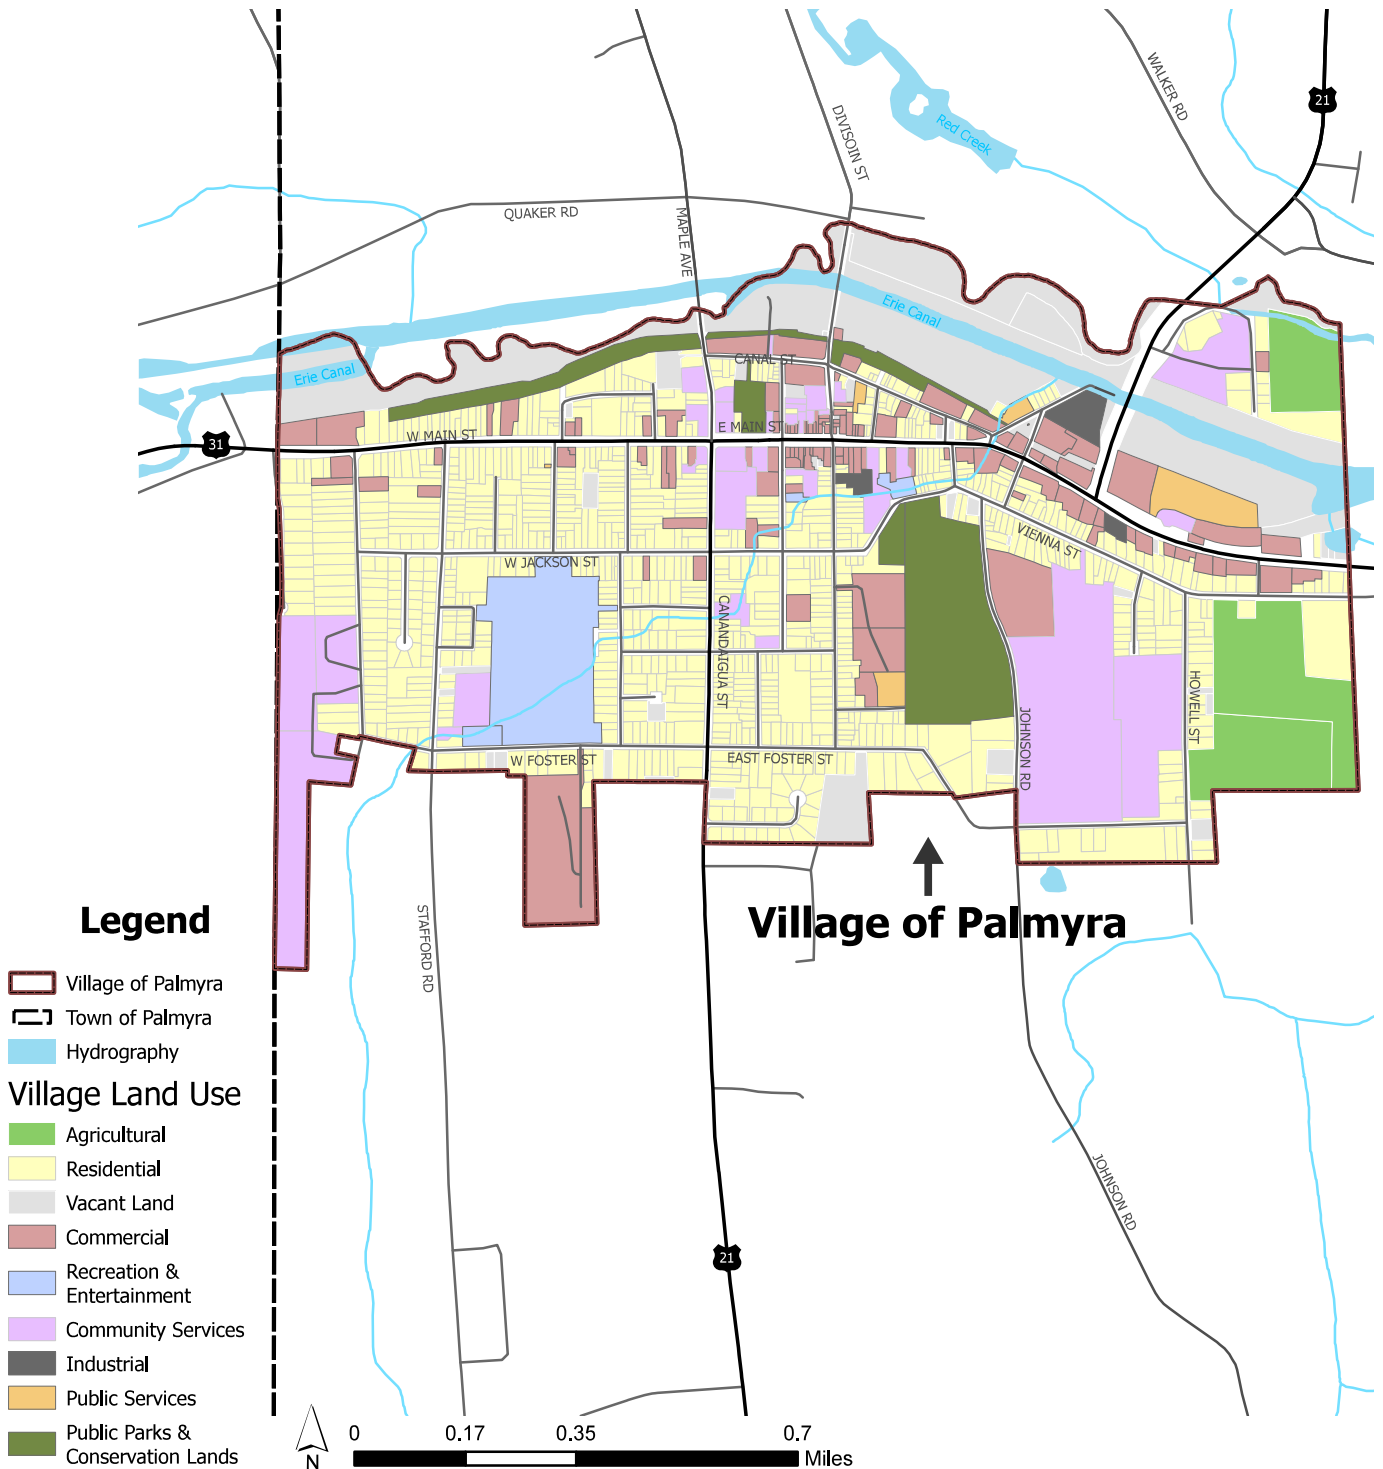 WALKER RD
21
DIVISOIN ST
Red Creek
QUAKER RD
MAPLE AVE
Erie Canal
Erie Canal
CANAL ST
W MAIN ST
E MAIN ST
31
VIENNA ST
W JACKSON ST
CANANDAIGUA ST
HOWELL ST
JOHNSON RD
W FOSTER ST
EAST FOSTER ST
STAFFORD RD
Village of Palmyra
JOHNSON RD
21
Legend
Village of Palmyra
Town of Palmyra
Hydrography
Village Land Use
Agricultural
Residential
Vacant Land
Commercial
Recreation &
Entertainment
Community Services
Industrial
Public Services
Public Parks &
Conservation Lands
N
0 0.17 0.35 0.7
Miles